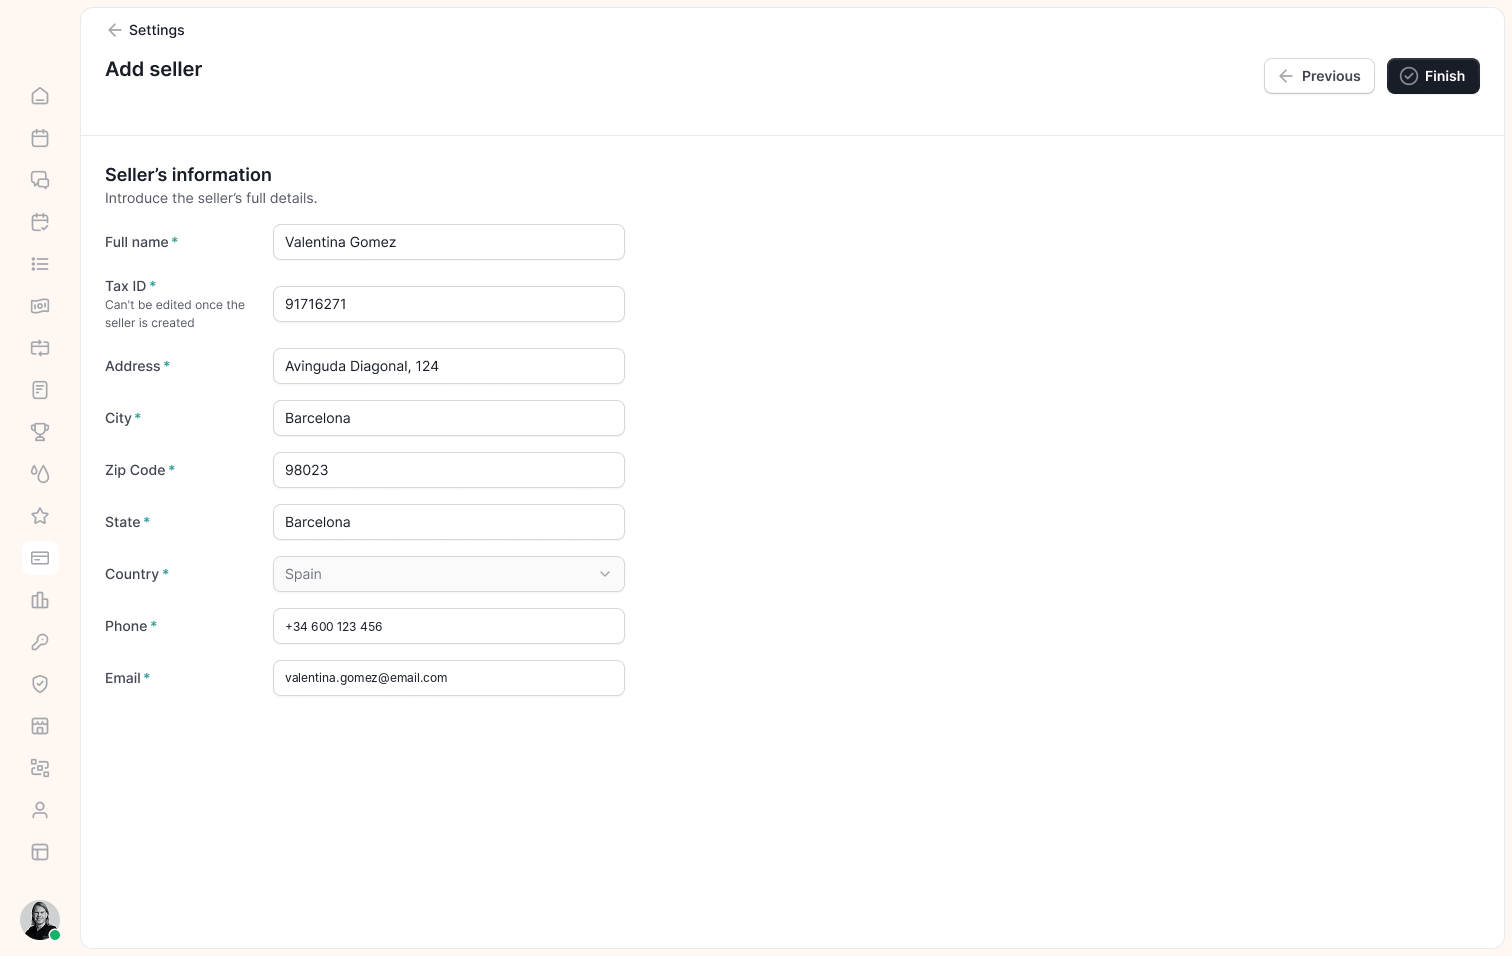 Settings
Add seller
Previous
Finish
Seller’s information
Introduce the seller’s full details.
Full name *
Valentina Gomez
Tax ID *
Can't be edited once the
seller is created
91716271
Address *
Avinguda Diagonal, 124
City *
Barcelona
Zip Code *
98023
State *
Barcelona
Country *
Spain
Phone *
+34 600 123 456
Email *
valentina.gomez@email.com